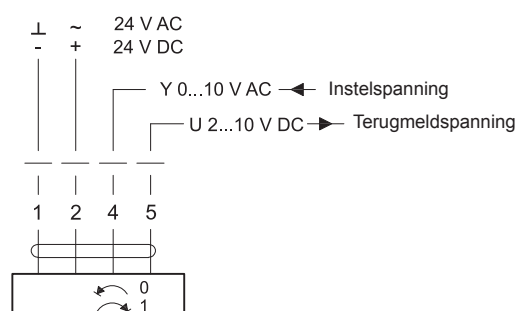 ⊥ ~ 24 V AC
- + 24 V DC
Y 0...10 V AC Instelspanning
U 2...10 V DC Terugmeldspanning
1 2 4 5
0
1